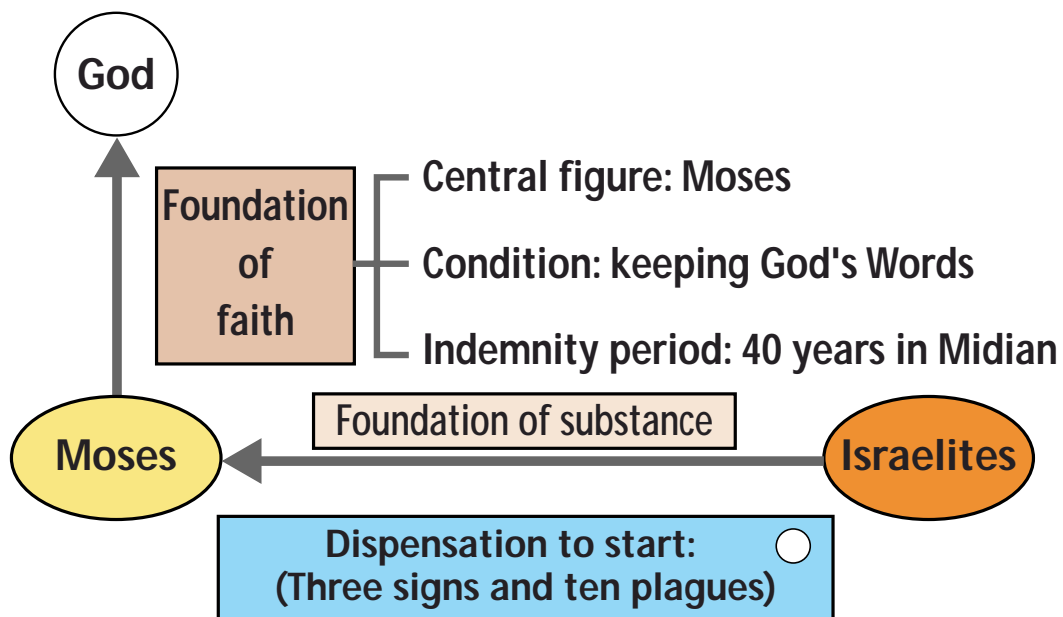 God
Foundation
of
faith
Central figure: Moses
Condition: keeping God's Words
Indemnity period: 40 years in Midian
Foundation of substance
Moses
Israelites
Dispensation to start:
(Three signs and ten plagues)